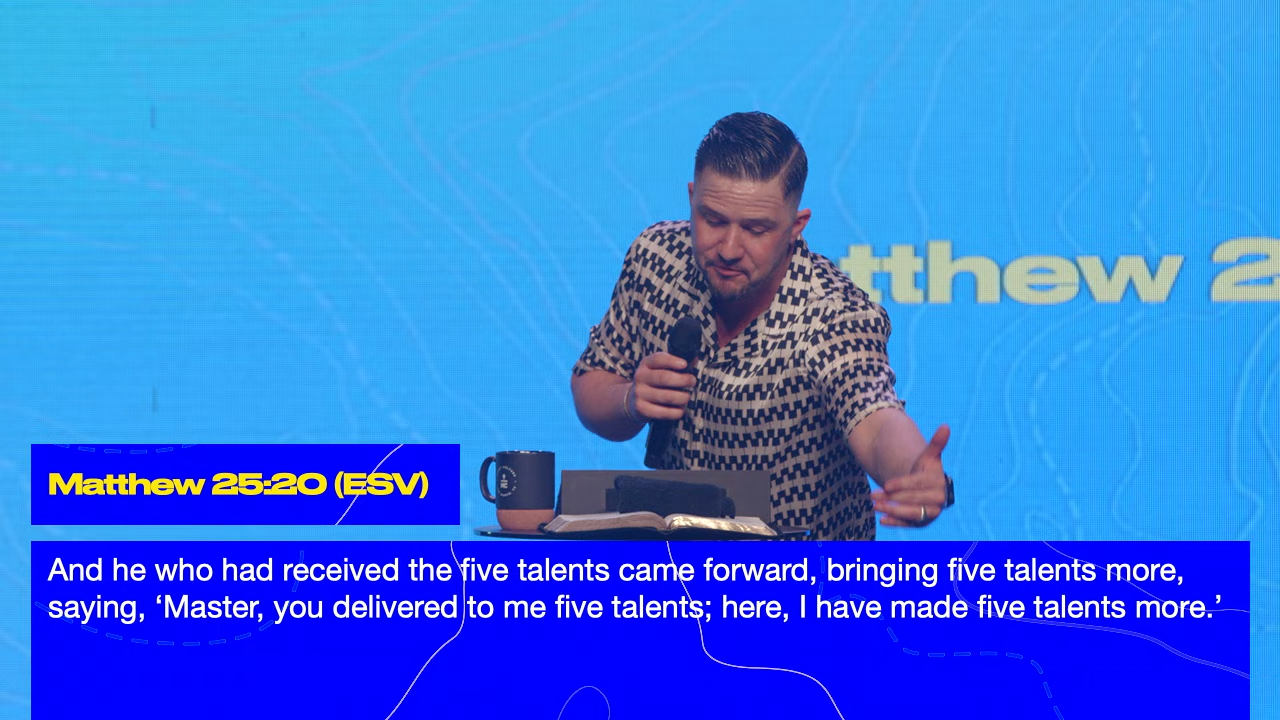 tthew 2
Matthew 25:20 (ESV)
And he who had received the five talents came forward, bringing five talents more,
saying, ‘Master, you delivered to me five talents; here, I have made five talents more.’